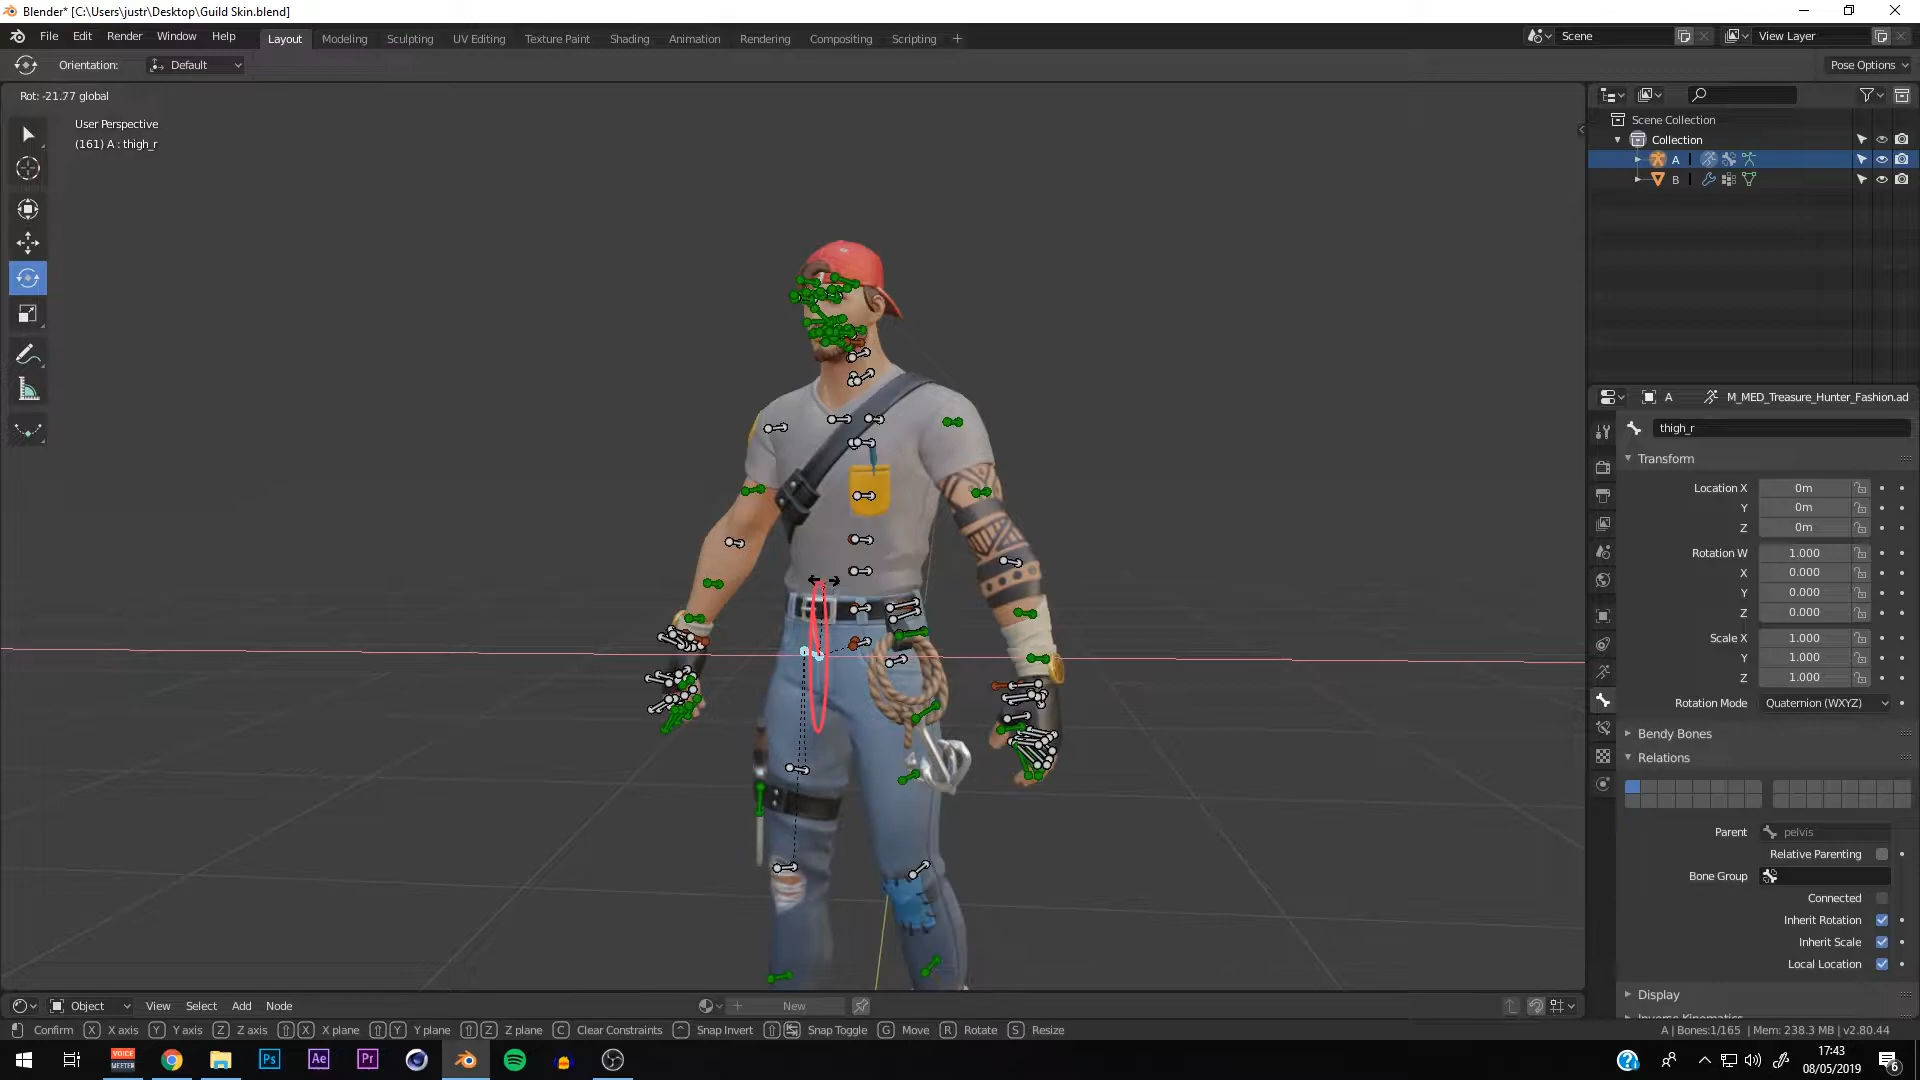 Blender* [C:\Users\justr\Desktop\Guild Skin.blend]
File Edit Render Window Help Layout Modeling Sculpting UV Editing Texture Paint Shading Animation Rendering Compositing Scripting + Scene View Layer
Orientation: Default Pose Options
Rot: -21.77 global
User Perspective
(161) A : thigh_r
Scene Collection
Collection
A
B
A M_MED_Treasure_Hunter_Fashion.ad
thigh_r
Transform
Location X 0m
Y 0m
Z 0m
Rotation W 1.000
X 0.000
Y 0.000
Z 0.000
Scale X 1.000
Y 1.000
Z 1.000
Rotation Mode Quaternion (WXYZ)
Bendy Bones
Relations
Parent pelvis
Relative Parenting
Bone Group
Connected
Inherit Rotation
Inherit Scale
Local Location
Display
Object View Select Add Node New
Confirm X X axis Y Y axis Z Z axis X X plane Y Y plane Z Z plane C Clear Constraints Snap Invert Snap Toggle G Move R Rotate S Resize
A | Bones:1/165 | Mem: 238.3 MB | v2.80.44
VOICE MEETER Ps Ae Pr
17:43
08/05/2019
6